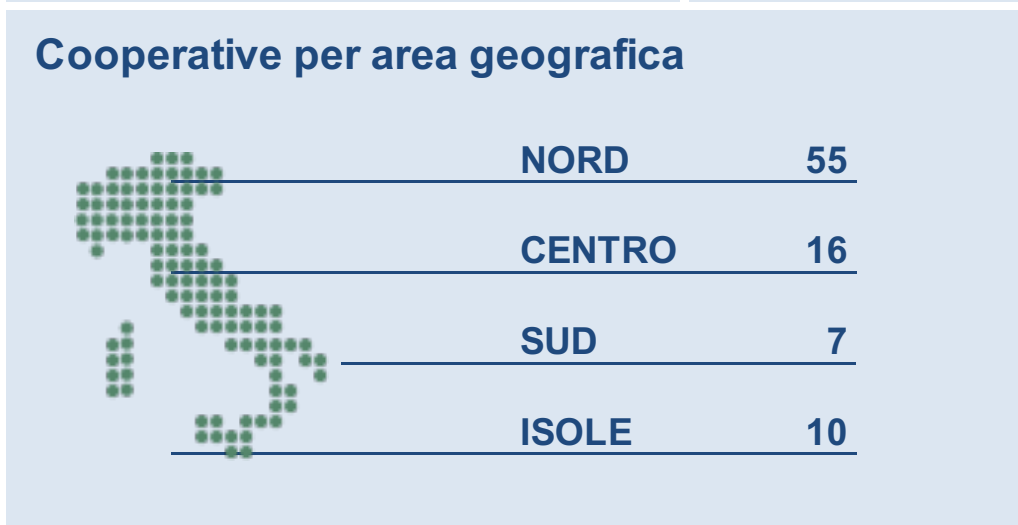 Cooperative per area geografica
NORD 55
CENTRO 16
SUD 7
ISOLE 10